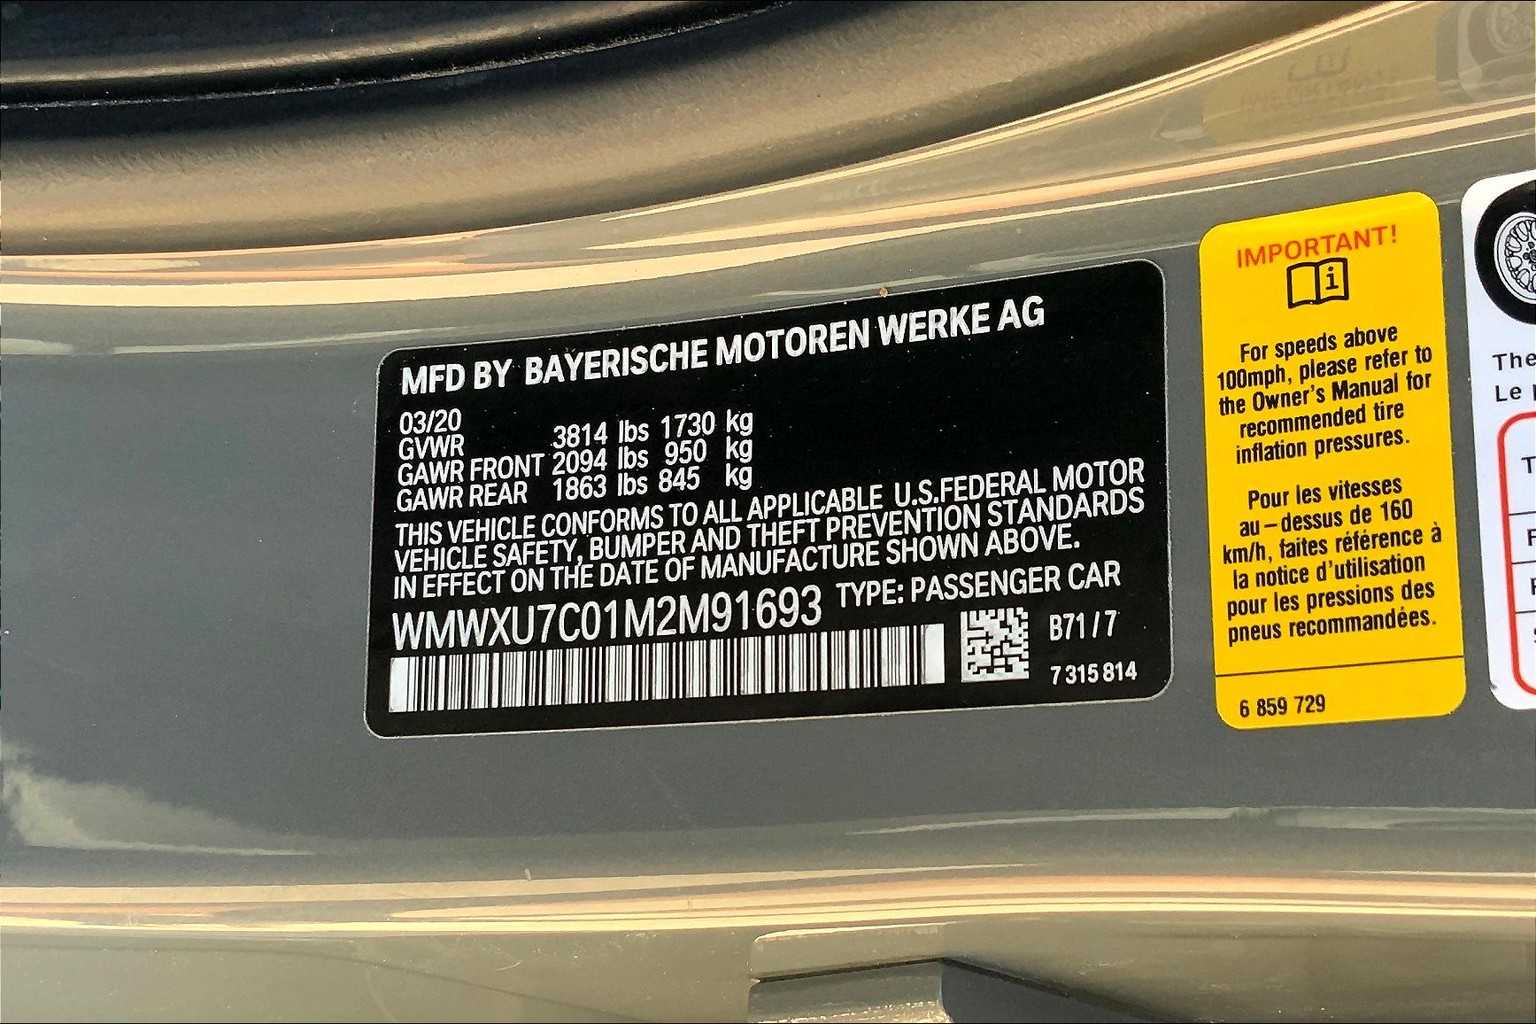 MFD BY BAYERISCHE MOTOREN WERKE AG
03/20
GVWR 3814 lbs 1730 kg
GAWR FRONT 2094 lbs 950 kg
GAWR REAR 1863 lbs 845 kg
THIS VEHICLE CONFORMS TO ALL APPLICABLE U.S.FEDERAL MOTOR
VEHICLE SAFETY, BUMPER AND THEFT PREVENTION STANDARDS
IN EFFECT ON THE DATE OF MANUFACTURE SHOWN ABOVE.
WMWXU7C01M2M91693 TYPE: PASSENGER CAR
B71/7
7 315 814
IMPORTANT!
i
For speeds above
100mph, please refer to
the Owner's Manual for
recommended tire
inflation pressures.
Pour les vitesses
au–dessus de 160
km/h, faites référence à
la notice d'utilisation
pour les pressions des
pneus recommandées.
6 859 729
The
Le